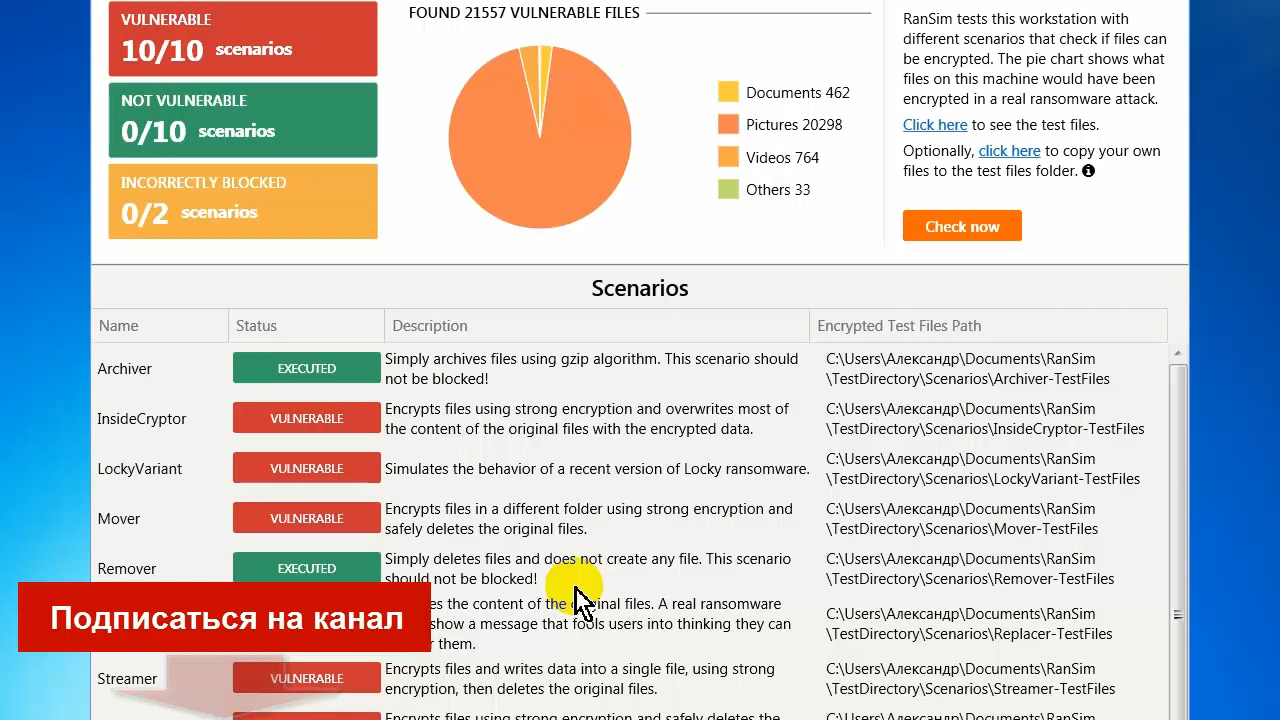 VULNERABLE
10/10 scenarios
NOT VULNERABLE
0/10 scenarios
INCORRECTLY BLOCKED
0/2 scenarios
FOUND 21557 VULNERABLE FILES
Documents 462
Pictures 20298
Videos 764
Others 33
RanSim tests this workstation with
different scenarios that check if files can
be encrypted. The pie chart shows what
files on this machine would have been
encrypted in a real ransomware attack.
Click here to see the test files.
Optionally, click here to copy your own
files to the test files folder.
Check now
Scenarios
Name Status Description Encrypted Test Files Path
Archiver
EXECUTED
Simply archives files using gzip algorithm. This scenario should
not be blocked!
C:\Users\Александр\Documents\RanSim
\TestDirectory\Scenarios\Archiver-TestFiles
InsideCryptor
VULNERABLE
Encrypts files using strong encryption and overwrites most of
the content of the original files with the encrypted data.
C:\Users\Александр\Documents\RanSim
\TestDirectory\Scenarios\InsideCryptor-TestFiles
LockyVariant
VULNERABLE
Simulates the behavior of a recent version of Locky ransomware.
C:\Users\Александр\Documents\RanSim
\TestDirectory\Scenarios\LockyVariant-TestFiles
Mover
VULNERABLE
Encrypts files in a different folder using strong encryption and
safely deletes the original files.
C:\Users\Александр\Documents\RanSim
\TestDirectory\Scenarios\Mover-TestFiles
Remover
EXECUTED
Simply deletes files and does not create any file. This scenario
should not be blocked!
C:\Users\Александр\Documents\RanSim
\TestDirectory\Scenarios\Remover-TestFiles
Подписаться на канал
the content of the original files. A real ransomware
show a message that fools users into thinking they can
them.
C:\Users\Александр\Documents\RanSim
\TestDirectory\Scenarios\Replacer-TestFiles
Streamer
VULNERABLE
Encrypts files and writes data into a single file, using strong
encryption, then deletes the original files.
C:\Users\Александр\Documents\RanSim
\TestDirectory\Scenarios\Streamer-TestFiles
Encrypts files using strong encryption and safely deletes the
C:\Users\Александр\Documents\RanSim